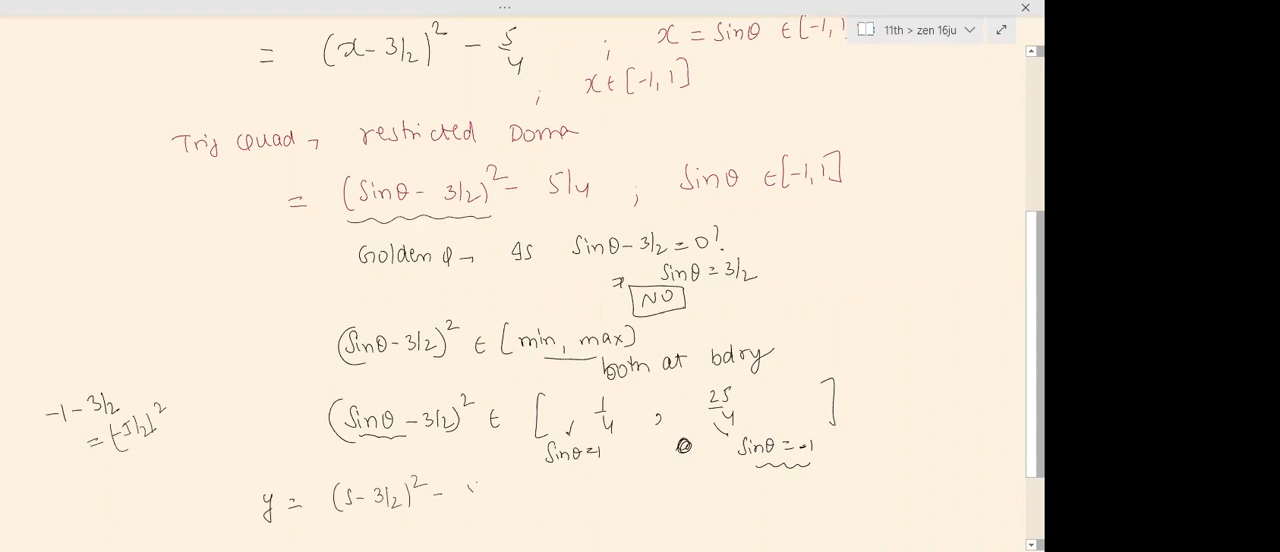 11th > zen 16ju
= (x - 3/2)² - 5/4 ; x = sinθ ∈ [-1,
; x ∈ [-1, 1]
Trig Quad → restricted Doma
= (sinθ - 3/2)² - 5/4 ; sinθ ∈ [-1, 1]
Golden Q → Is sinθ - 3/2 = 0?
sinθ = 3/2
NO
(sinθ - 3/2)² ∈ [min, max)
both at bdry
-1 - 3/2
= (-5/2)²
(sinθ - 3/2)² ∈ [ 1/4 , 25/4 ]
sinθ=1 sinθ = -1
y = (s - 3/2)² -